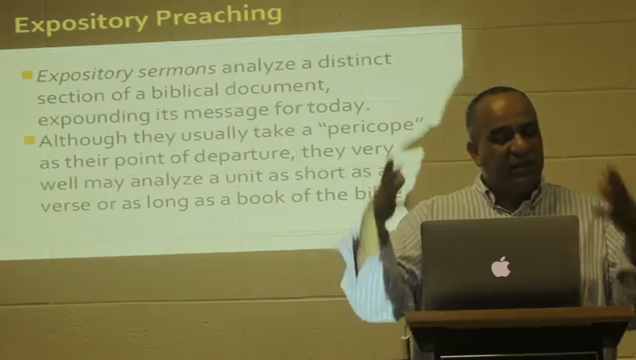 Expository Preaching
Expository sermons analyze a distinct
section of a biblical document,
expounding its message for today.
Although they usually take a "pericope"
as their point of departure, they very
well may analyze a unit as short as a
verse or as long as a book of the